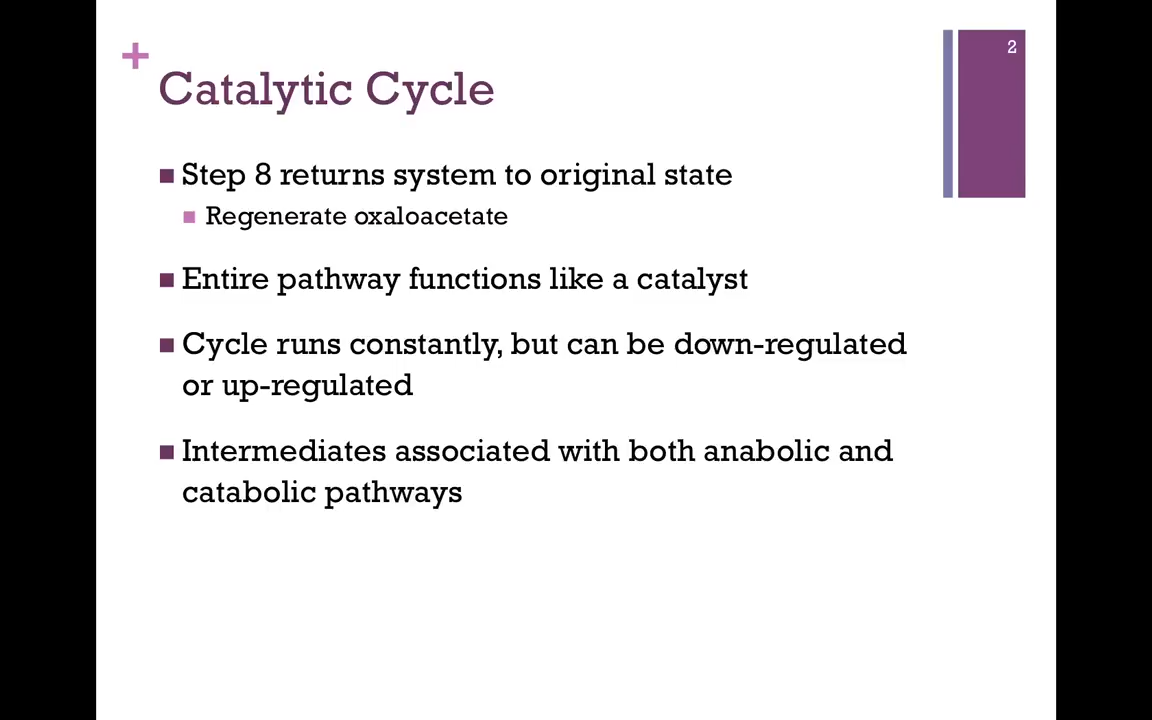 2
+
Catalytic Cycle
Step 8 returns system to original state
Regenerate oxaloacetate
Entire pathway functions like a catalyst
Cycle runs constantly, but can be down-regulated
or up-regulated
Intermediates associated with both anabolic and
catabolic pathways